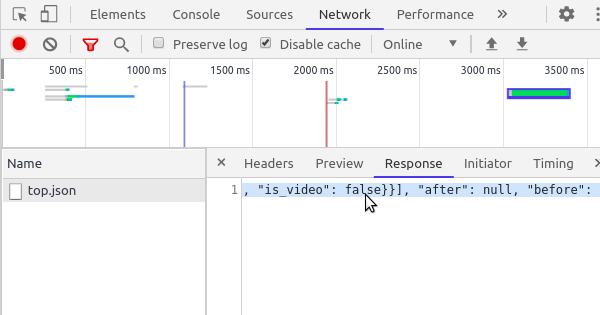 Elements Console Sources Network Performance »
Preserve log Disable cache Online
500 ms 1000 ms 1500 ms 2000 ms 2500 ms 3000 ms 3500 ms
Name
× Headers Preview Response Initiator Timing
top.json
1 , "is_video": false}}], "after": null, "before":